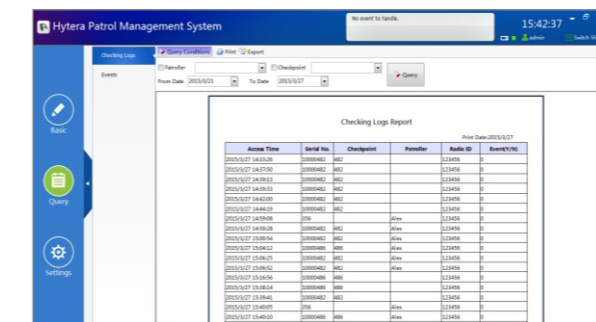 Hytera Patrol Management System
No event to handle.
15:42:37
admin
Switch Vi
Checking Logs
Events
Query Conditions Print Export
Patroller Checkpoint
From Date 2015/3/21 To Date 2015/3/27
Query
Basic
Query
Settings
Checking Logs Report
Print Date:2015/3/27
Access Time Serial No. Checkpoint Patroller Radio ID Event(Y/N)
2015/3/27 14:33:26 10000482 482 123456 0
2015/3/27 14:37:50 10000482 482 123456 0
2015/3/27 14:39:13 10000482 482 123456 0
2015/3/27 14:39:33 10000482 482 123456 0
2015/3/27 14:42:00 10000482 482 123456 0
2015/3/27 14:44:19 10000482 482 123456 0
2015/3/27 14:59:08 056 Alex 123456 0
2015/3/27 14:59:28 10000482 482 Alex 123456 0
2015/3/27 15:00:54 10000482 482 Alex 123456 0
2015/3/27 15:04:12 10000486 486 Alex 123456 0
2015/3/27 15:06:25 10000482 482 Alex 123456 0
2015/3/27 15:06:52 10000482 482 Alex 123456 0
2015/3/27 15:16:56 10000486 486 123456 0
2015/3/27 15:38:14 10000486 486 123456 0
2015/3/27 15:39:41 10000482 482 123456 0
2015/3/27 15:40:05 056 Alex 123456 0
2015/3/27 15:40:10 10000486 486 Alex 123456 0